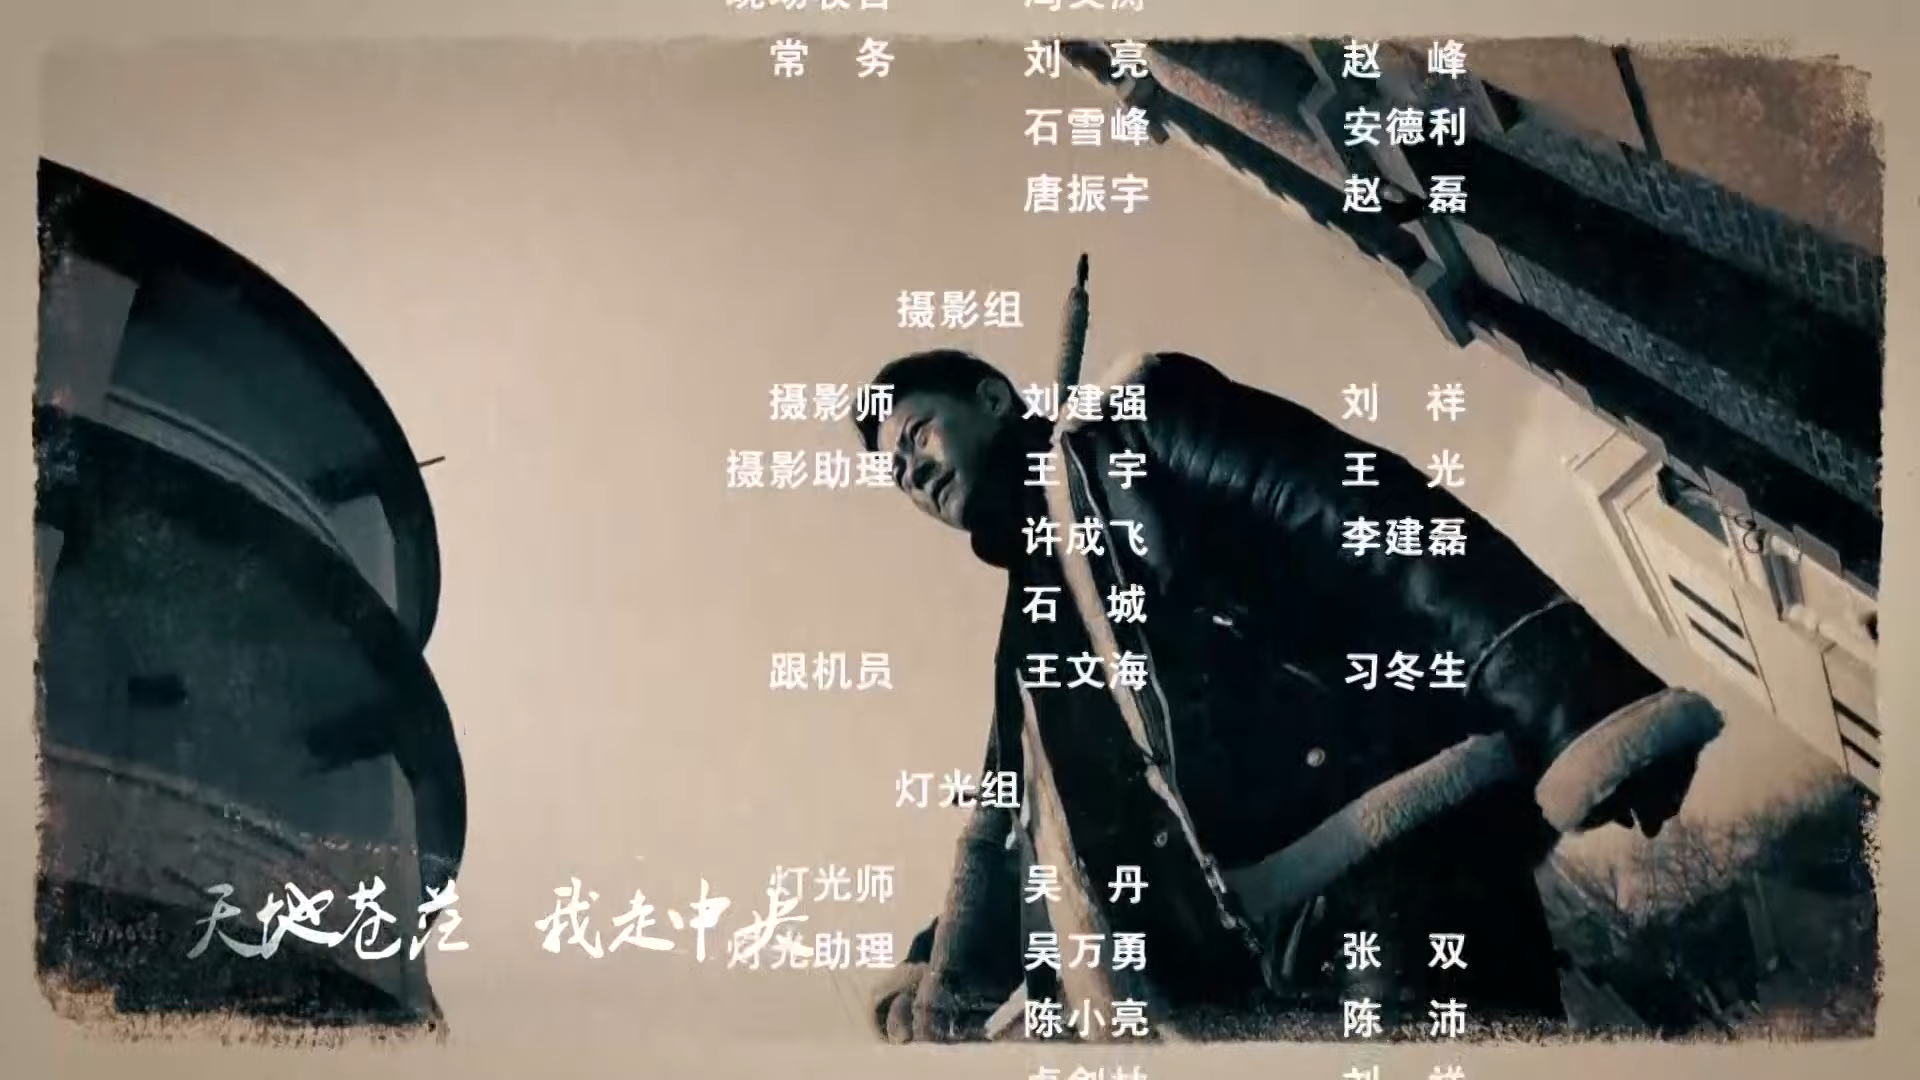 常 务 刘 亮 赵 峰
石雪峰 安德利
唐振宇 赵 磊
摄影组
摄影师 刘建强 刘 祥
摄影助理 王 宇 王 光
许成飞 李建磊
石 城
跟机员 王文海 习冬生
灯光组
灯光师 吴 丹
天地苍茫 我走中央
灯光助理 吴万勇 张 双
陈小亮 陈 沛